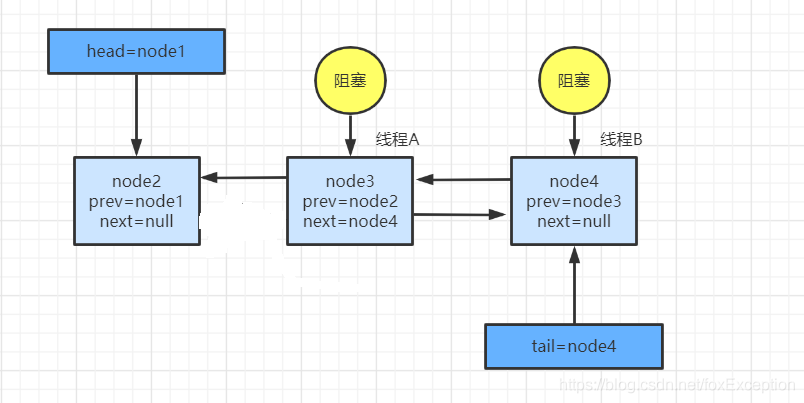 head=node1
阻塞
阻塞
线程A
线程B
node2
prev=node1
next=null
node3
prev=node2
next=node4
node4
prev=node3
next=null
tail=node4
https://blog.csdn.net/foxException